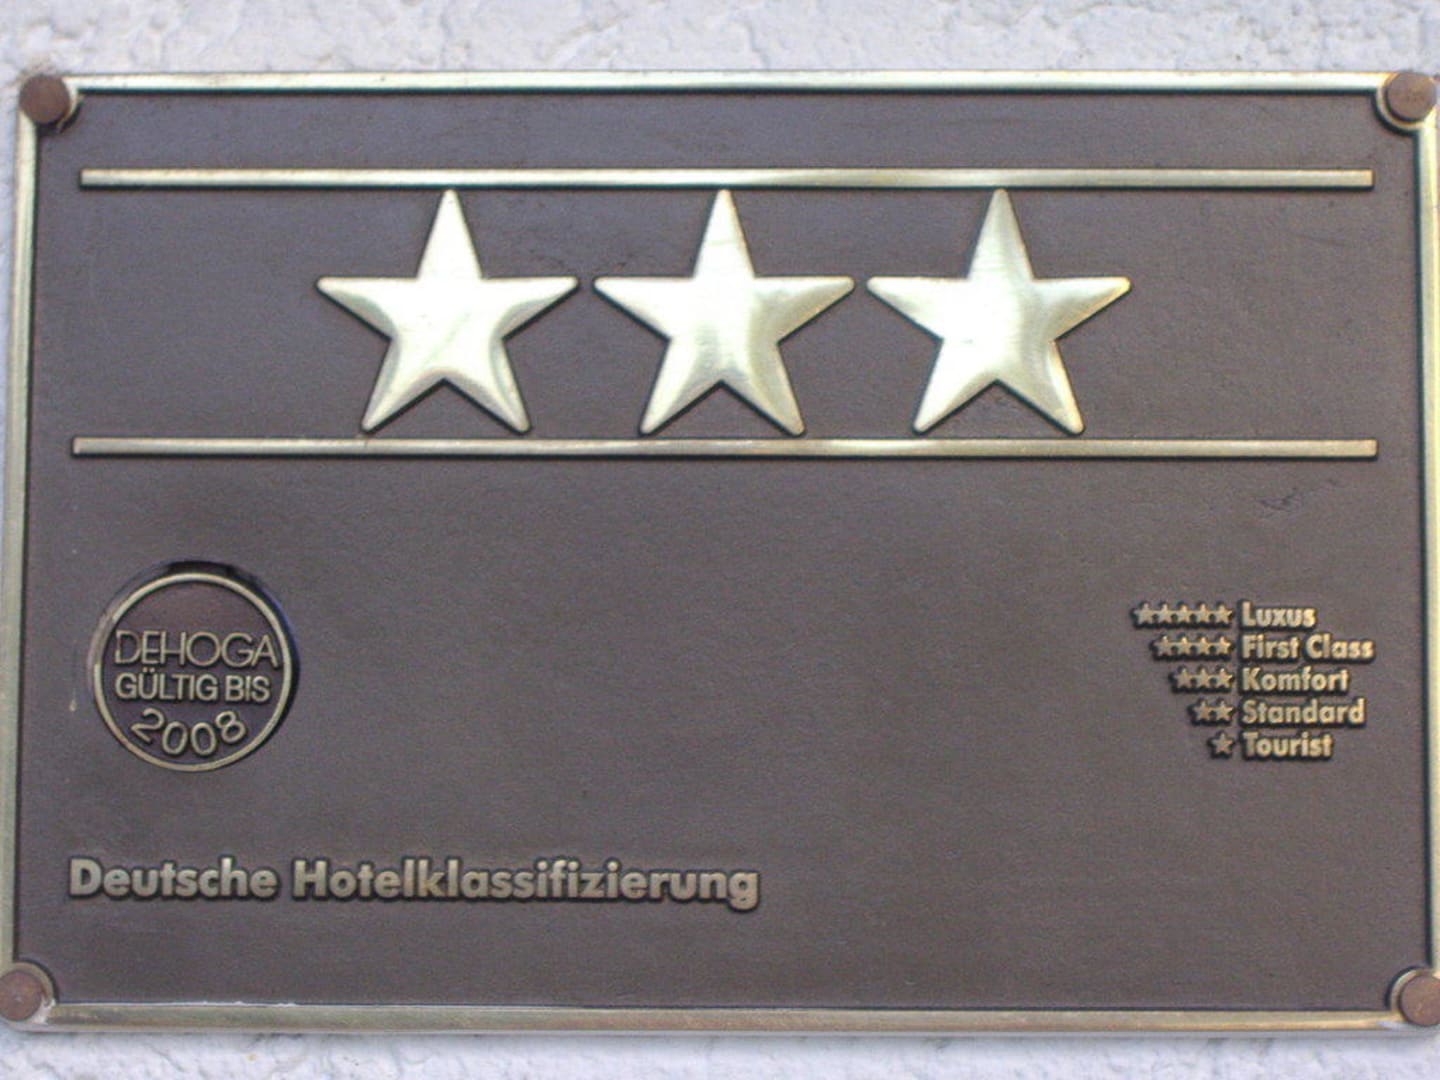 DEHOGA
GÜLTIG BIS
2008
★★★★★ Luxus
★★★★ First Class
★★★ Komfort
★★ Standard
★ Tourist
Deutsche Hotelklassifizierung